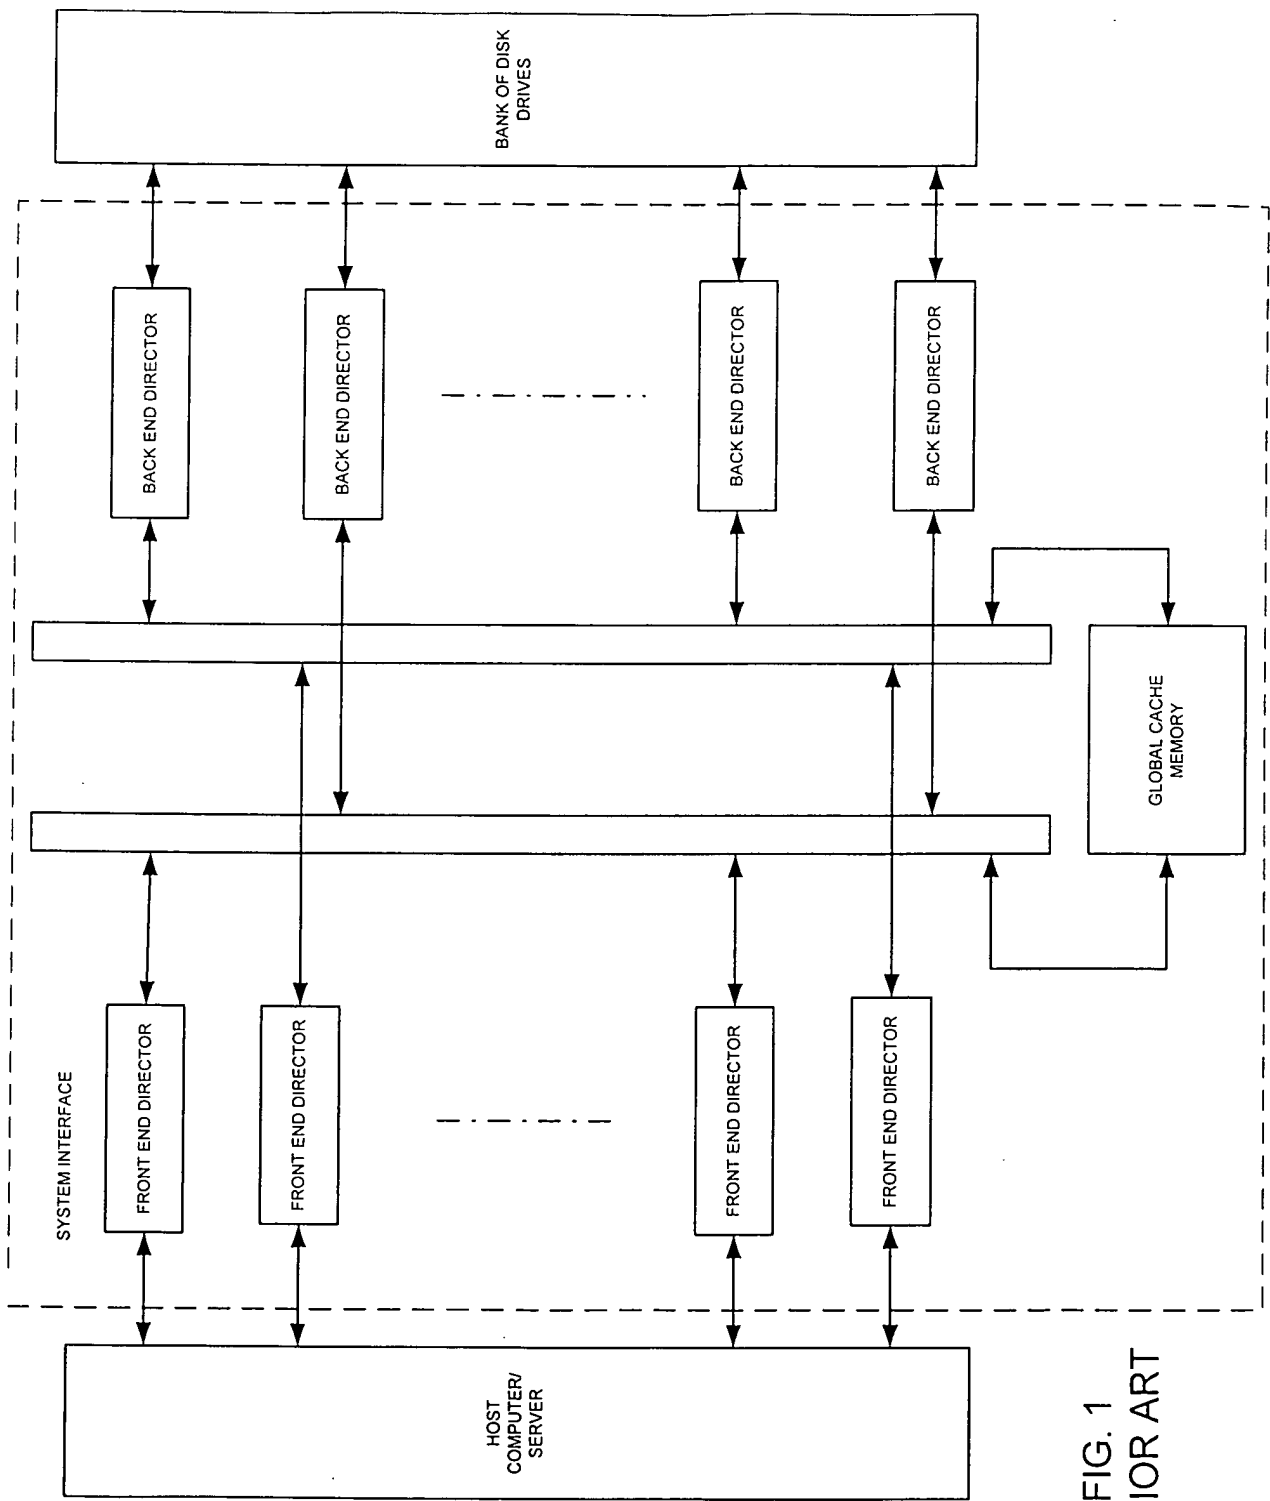 SYSTEM INTERFACE
HOST
COMPUTER/
SERVER
FRONT END DIRECTOR
BACK END DIRECTOR
FRONT END DIRECTOR
BACK END DIRECTOR
FRONT END DIRECTOR
BACK END DIRECTOR
FRONT END DIRECTOR
BACK END DIRECTOR
BANK OF DISK
DRIVES
GLOBAL CACHE
MEMORY
FIG. 1
IOR ART